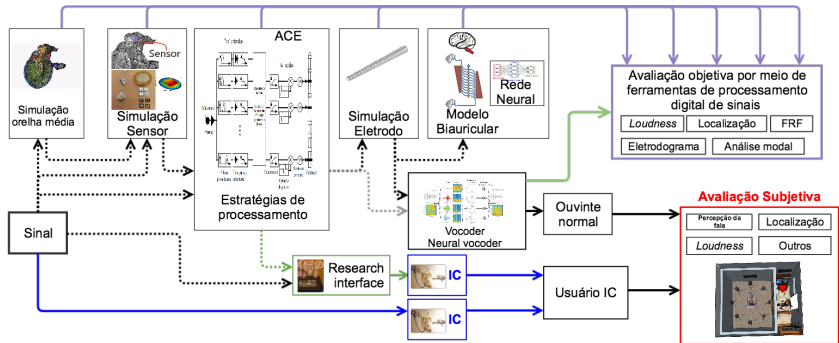 Simulação
orelha média
Sensor
Simulação
Sensor
ACE
Estratégias de
processamento
Simulação
Eletrodo
Rede
Neural
Modelo
Biauricular
Avaliação objetiva por meio de
ferramentas de processamento
digital de sinais
Loudness
Localização
FRF
Eletrodograma
Análise modal
Sinal
Vocoder
Neural vocoder
Ouvinte
normal
Research
interface
IC
IC
Usuário IC
Avaliação Subjetiva
Percepção da
fala
Localização
Loudness
Outros